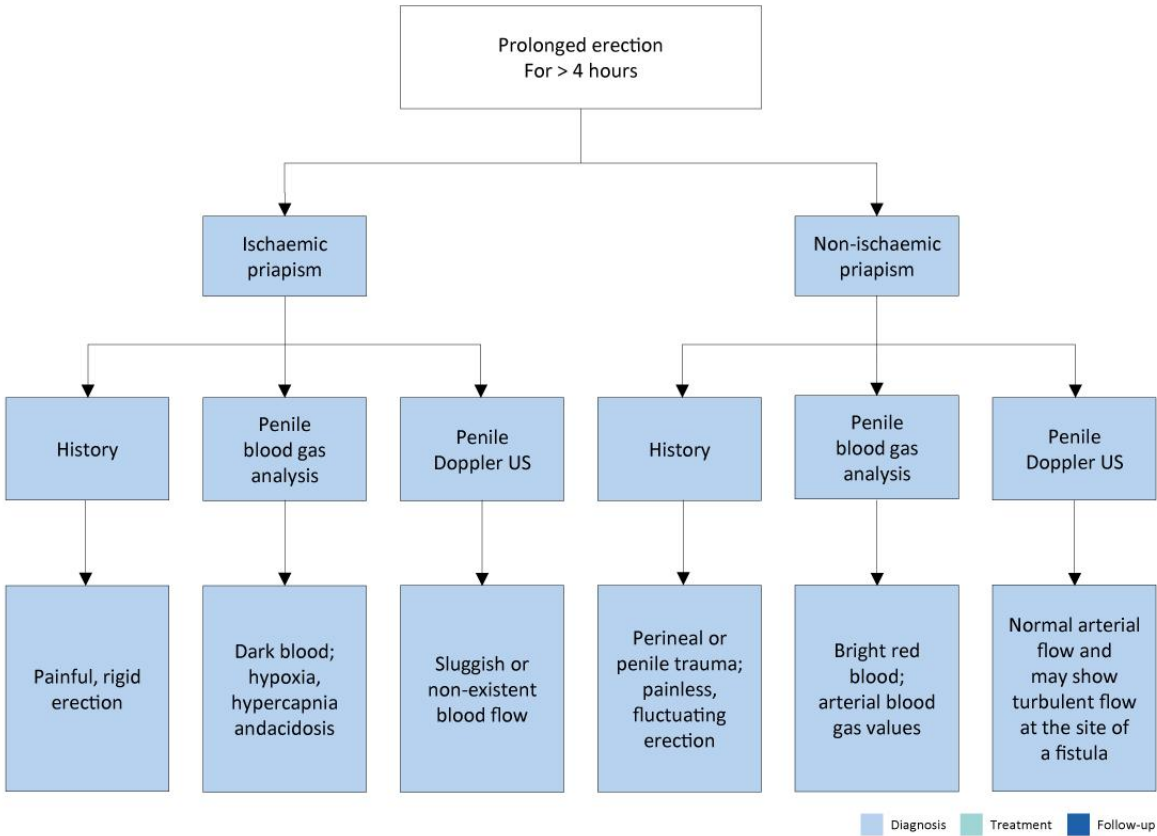 Prolonged erection
For > 4 hours
Ischaemic
priapism
Non-ischaemic
priapism
History
Penile
blood gas
analysis
Penile
Doppler US
History
Penile
blood gas
analysis
Penile
Doppler US
Painful, rigid
erection
Dark blood;
hypoxia,
hypercapnia
andacidosis
Sluggish or
non-existent
blood flow
Perineal or
penile trauma;
painless,
fluctuating
erection
Bright red
blood;
arterial blood
gas values
Normal arterial
flow and
may show
turbulent flow
at the site of
a fistula
Diagnosis
Treatment
Follow-up